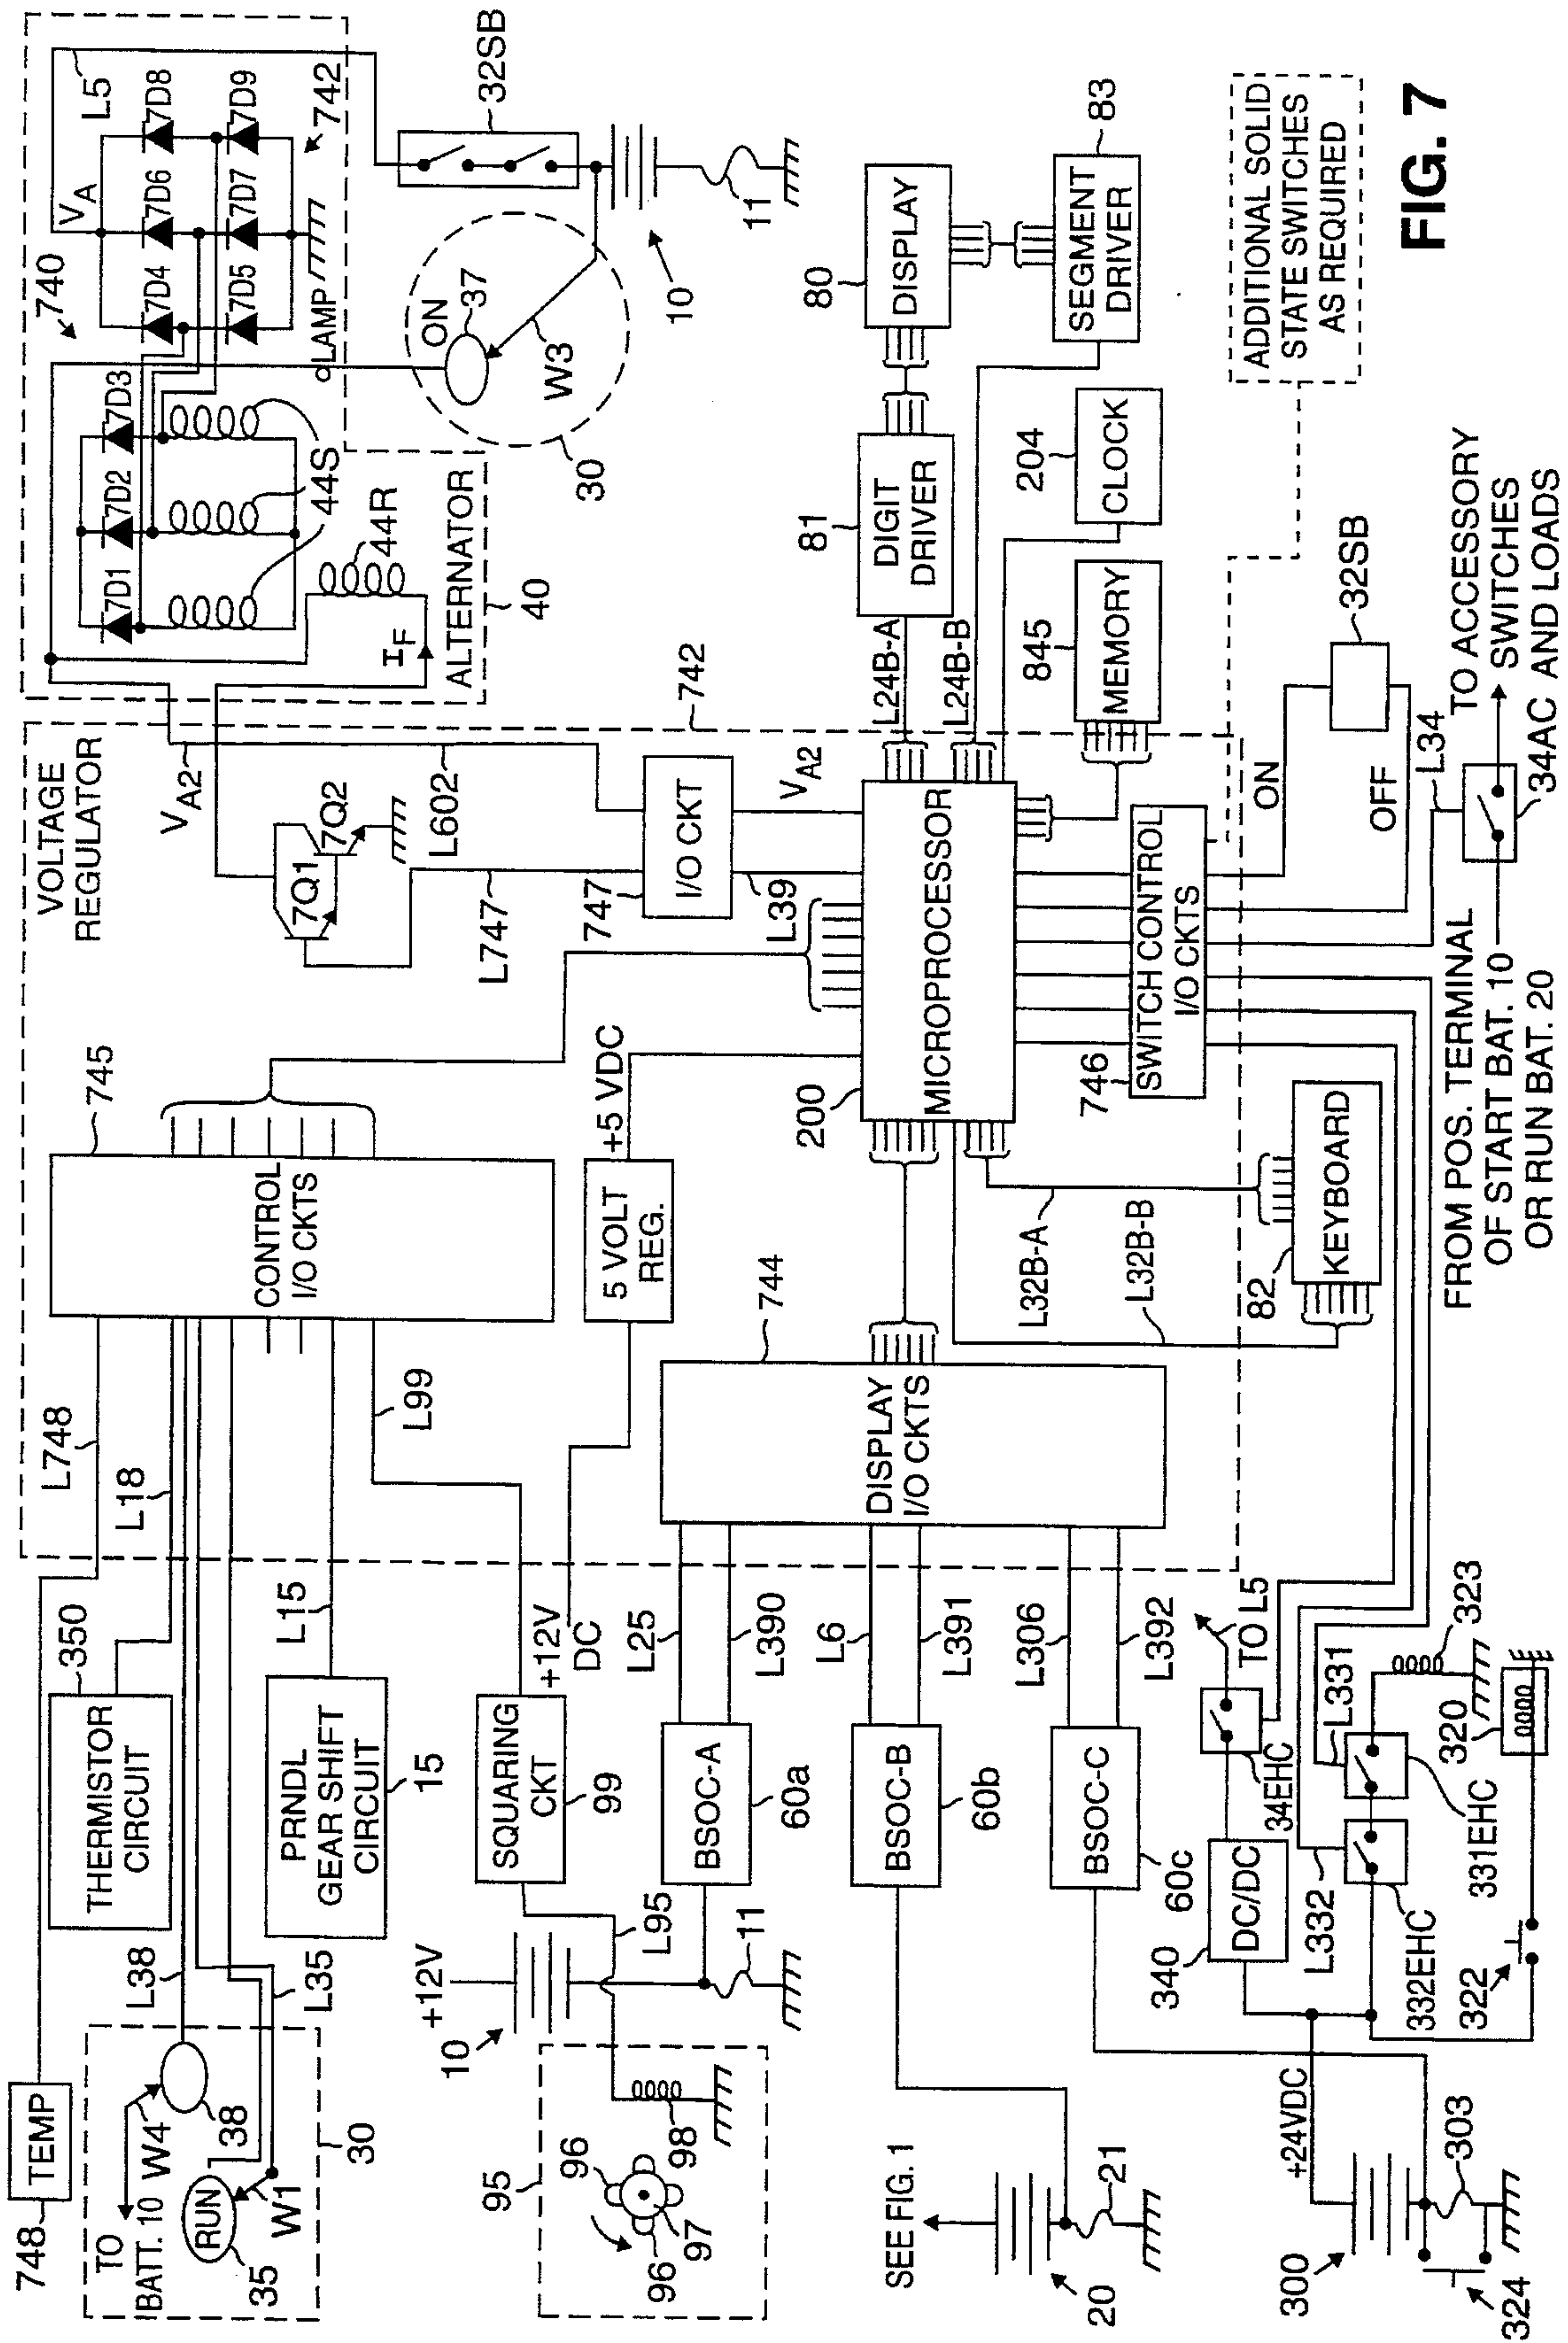 748
TEMP
TO
BATT. 10
W4
38
RUN
35
W1
30
L38
L35
THERMISTOR
CIRCUIT
350
PRNDL
GEAR SHIFT
CIRCUIT
15
L15
L748
L18
L99
745
CONTROL
I/O CKTS
VOLTAGE
REGULATOR
VA2
7Q1
7Q2
L747
L602
747
I/O CKT
L39
VA2
742
740
VA
L5
7D1
7D2
7D3
7D4
7D5
7D6
7D7
7D8
7D9
742
LAMP
44S
44R
IF
ALTERNATOR
40
ON
37
W3
30
32SB
10
11
95
96
96
97
98
10
+12V
11
L95
SQUARING
CKT
99
+12V
DC
5 VOLT
REG.
+5 VDC
BSOC-A
60a
L25
L390
BSOC-B
60b
L6
L391
BSOC-C
60c
L306
L392
744
DISPLAY
I/O CKTS
200
MICROPROCESSOR
L24B-A
L24B-B
81
DIGIT
DRIVER
80
DISPLAY
SEGMENT
DRIVER
83
204
CLOCK
845
MEMORY
746
SWITCH CONTROL
I/O CKTS
L32B-A
L32B-B
82
KEYBOARD
ON
OFF
32SB
ADDITIONAL SOLID
STATE SWITCHES
AS REQUIRED
L34
TO ACCESSORY
SWITCHES
34AC AND LOADS
FROM POS. TERMINAL
OF START BAT. 10
OR RUN BAT. 20
SEE FIG. 1
20
21
300
+24VDC
303
324
340
DC/DC
34EHC
TO L5
L332
332EHC
L331
331EHC
322
320
323
FIG. 7